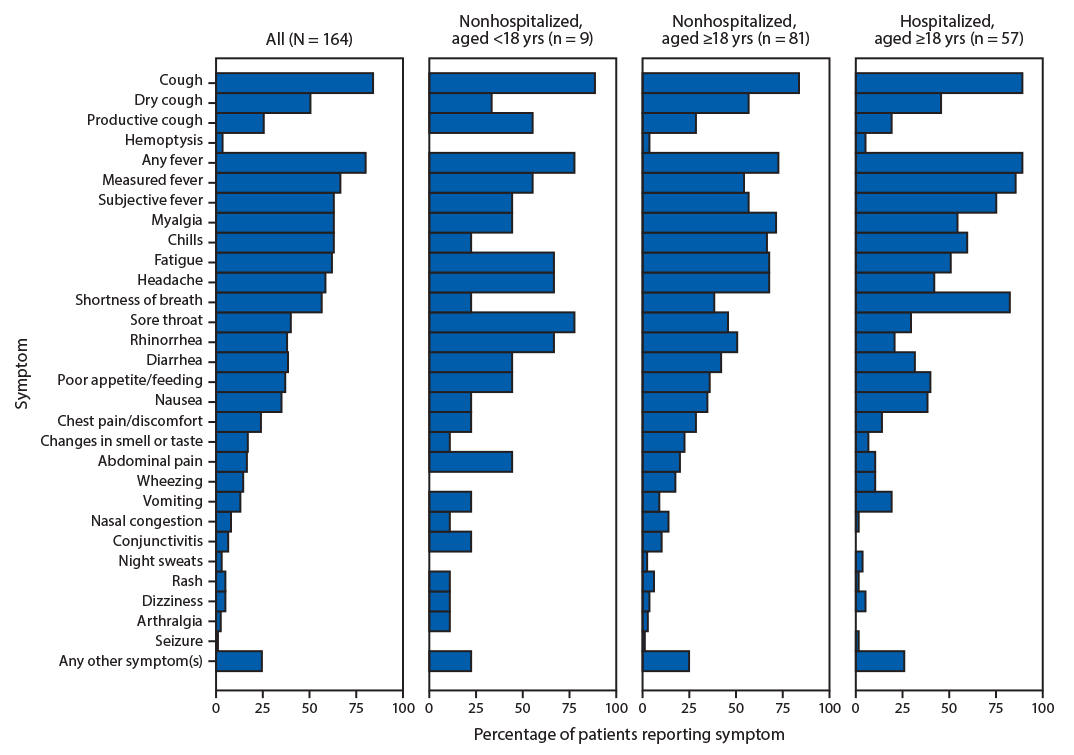 All (N = 164)
Nonhospitalized,
aged <18 yrs (n = 9)
Nonhospitalized,
aged ≥18 yrs (n = 81)
Hospitalized,
aged ≥18 yrs (n = 57)
Symptom
Cough
Dry cough
Productive cough
Hemoptysis
Any fever
Measured fever
Subjective fever
Myalgia
Chills
Fatigue
Headache
Shortness of breath
Sore throat
Rhinorrhea
Diarrhea
Poor appetite/feeding
Nausea
Chest pain/discomfort
Changes in smell or taste
Abdominal pain
Wheezing
Vomiting
Nasal congestion
Conjunctivitis
Night sweats
Rash
Dizziness
Arthralgia
Seizure
Any other symptom(s)
0 25 50 75 100
0 25 50 75 100
0 25 50 75 100
0 25 50 75 100
Percentage of patients reporting symptom